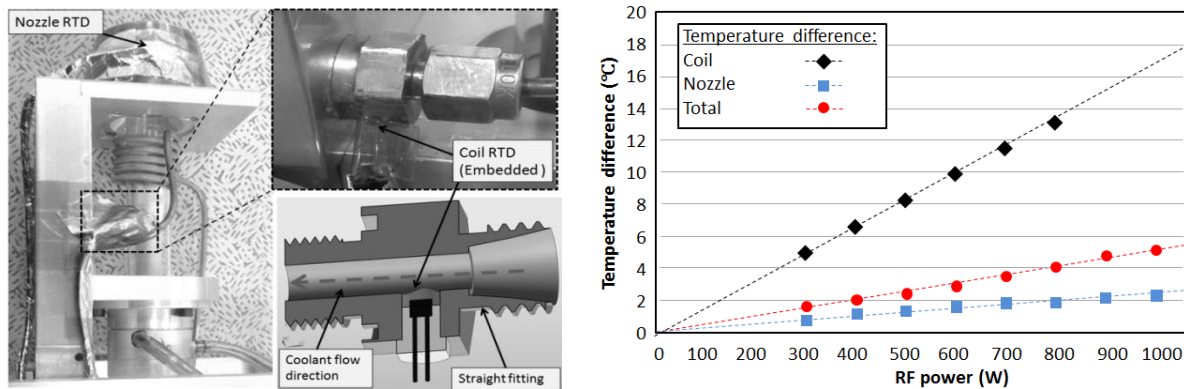 Nozzle RTD
Coil RTD
(Embedded )
Coolant flow
direction
Straight fitting
Temperature difference (℃)
20
18
16
14
12
10
8
6
4
2
0
Temperature difference:
Coil
Nozzle
Total
0 100 200 300 400 500 600 700 800 900 1000
RF power (W)